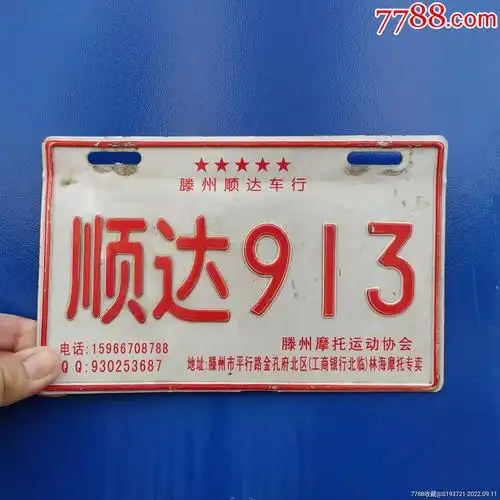 7788.com
★★★★★
滕州顺达车行
顺达913
电话:15966708788
滕州摩托运动协会
QQ:930253687
地址:滕州市平行路金孔府北区(工商银行北临)林海摩托专卖
7788收藏@S193721-2022.09.11